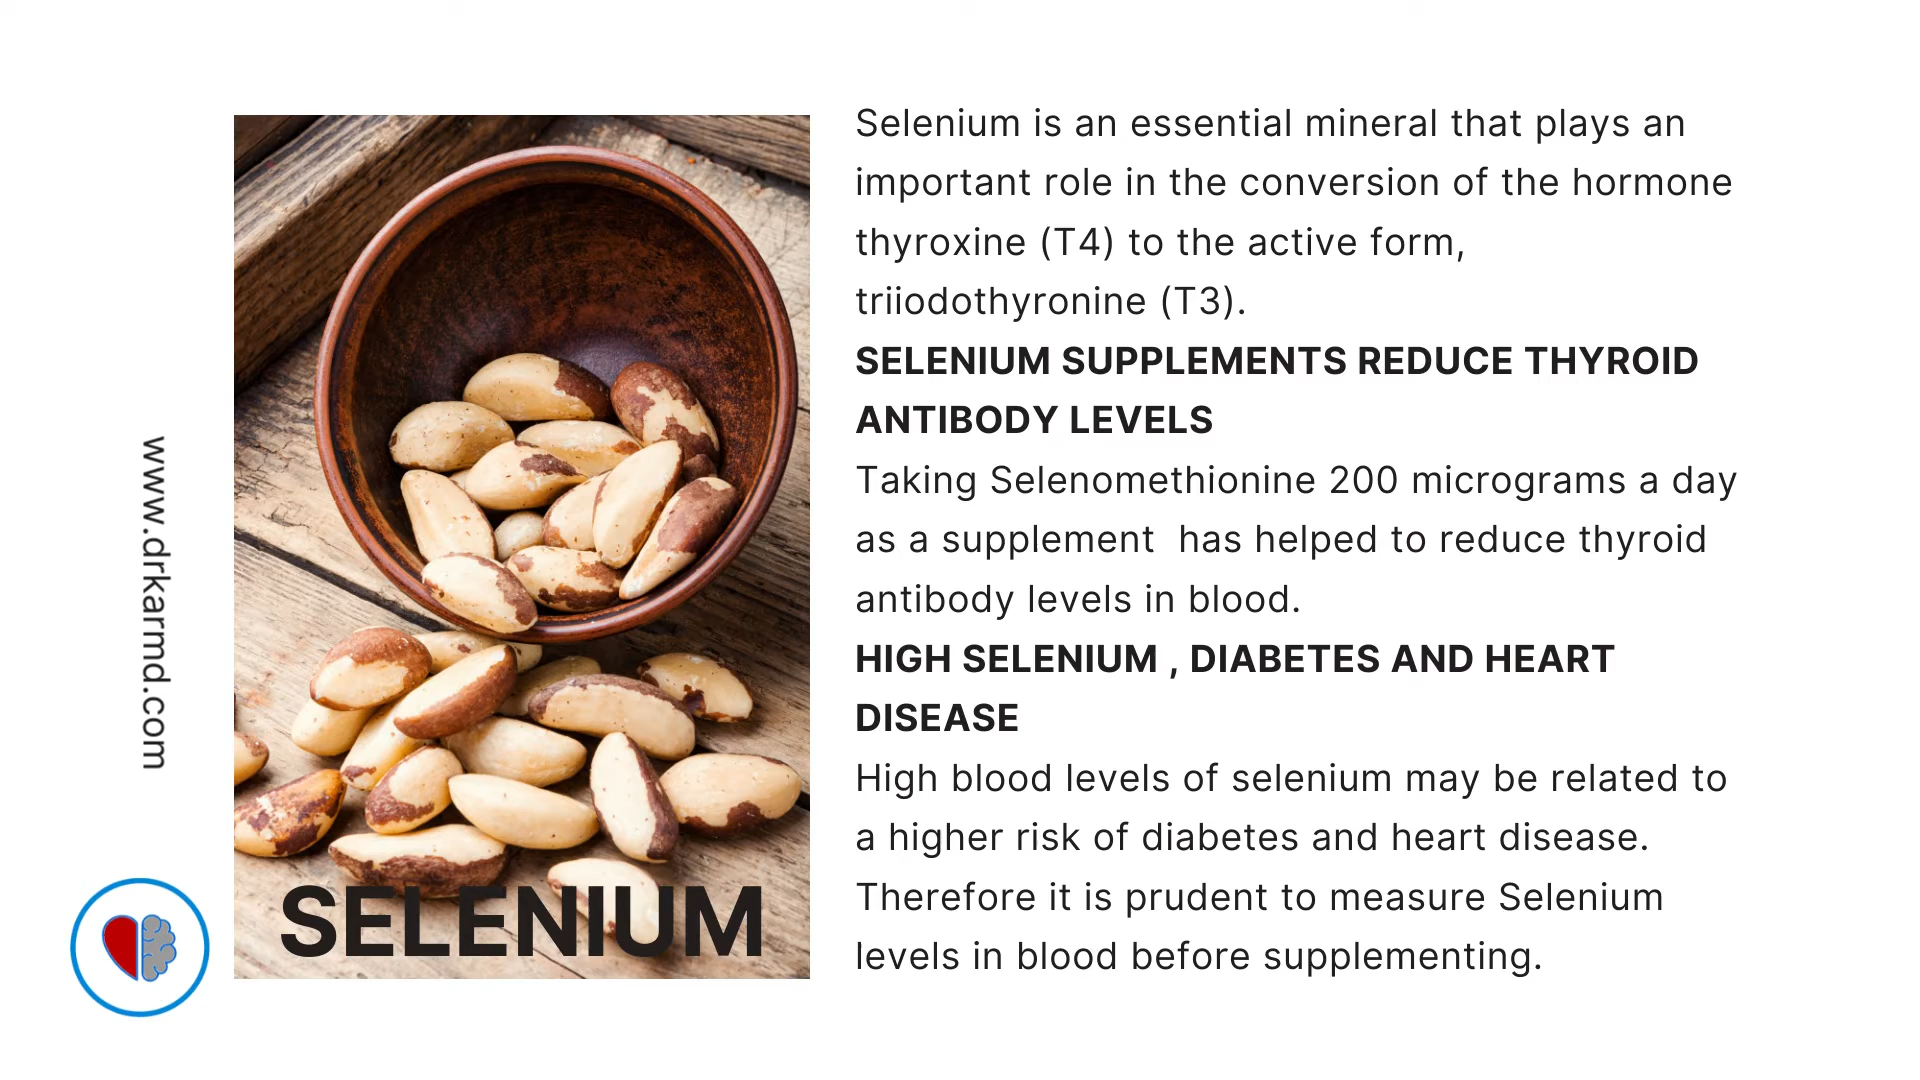 www.drkarmd.com
SELENIUM
Selenium is an essential mineral that plays an
important role in the conversion of the hormone
thyroxine (T4) to the active form,
triiodothyronine (T3).
SELENIUM SUPPLEMENTS REDUCE THYROID
ANTIBODY LEVELS
Taking Selenomethionine 200 micrograms a day
as a supplement  has helped to reduce thyroid
antibody levels in blood.
HIGH SELENIUM , DIABETES AND HEART
DISEASE
High blood levels of selenium may be related to
a higher risk of diabetes and heart disease.
Therefore it is prudent to measure Selenium
levels in blood before supplementing.